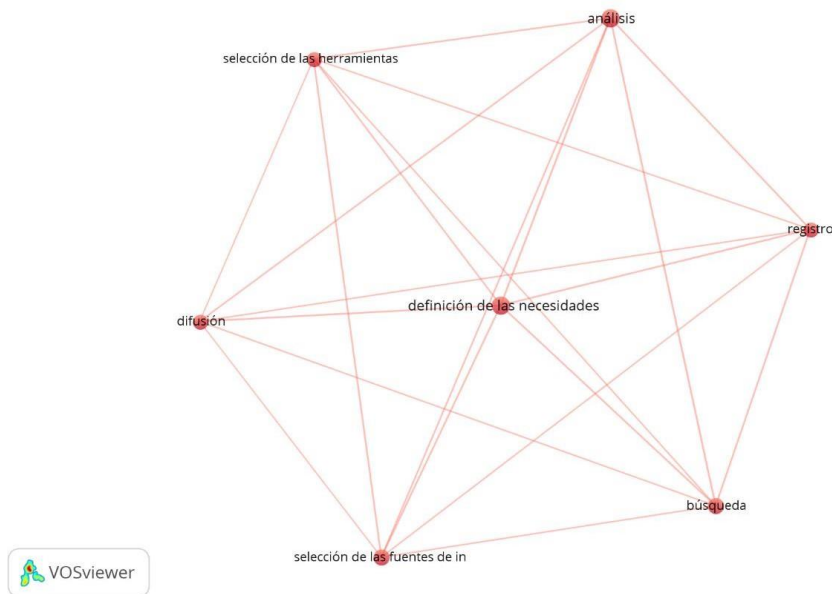 análisis
selección de las herramientas
registro
definición de las necesidades
difusión
búsqueda
selección de las fuentes de in
VOSviewer